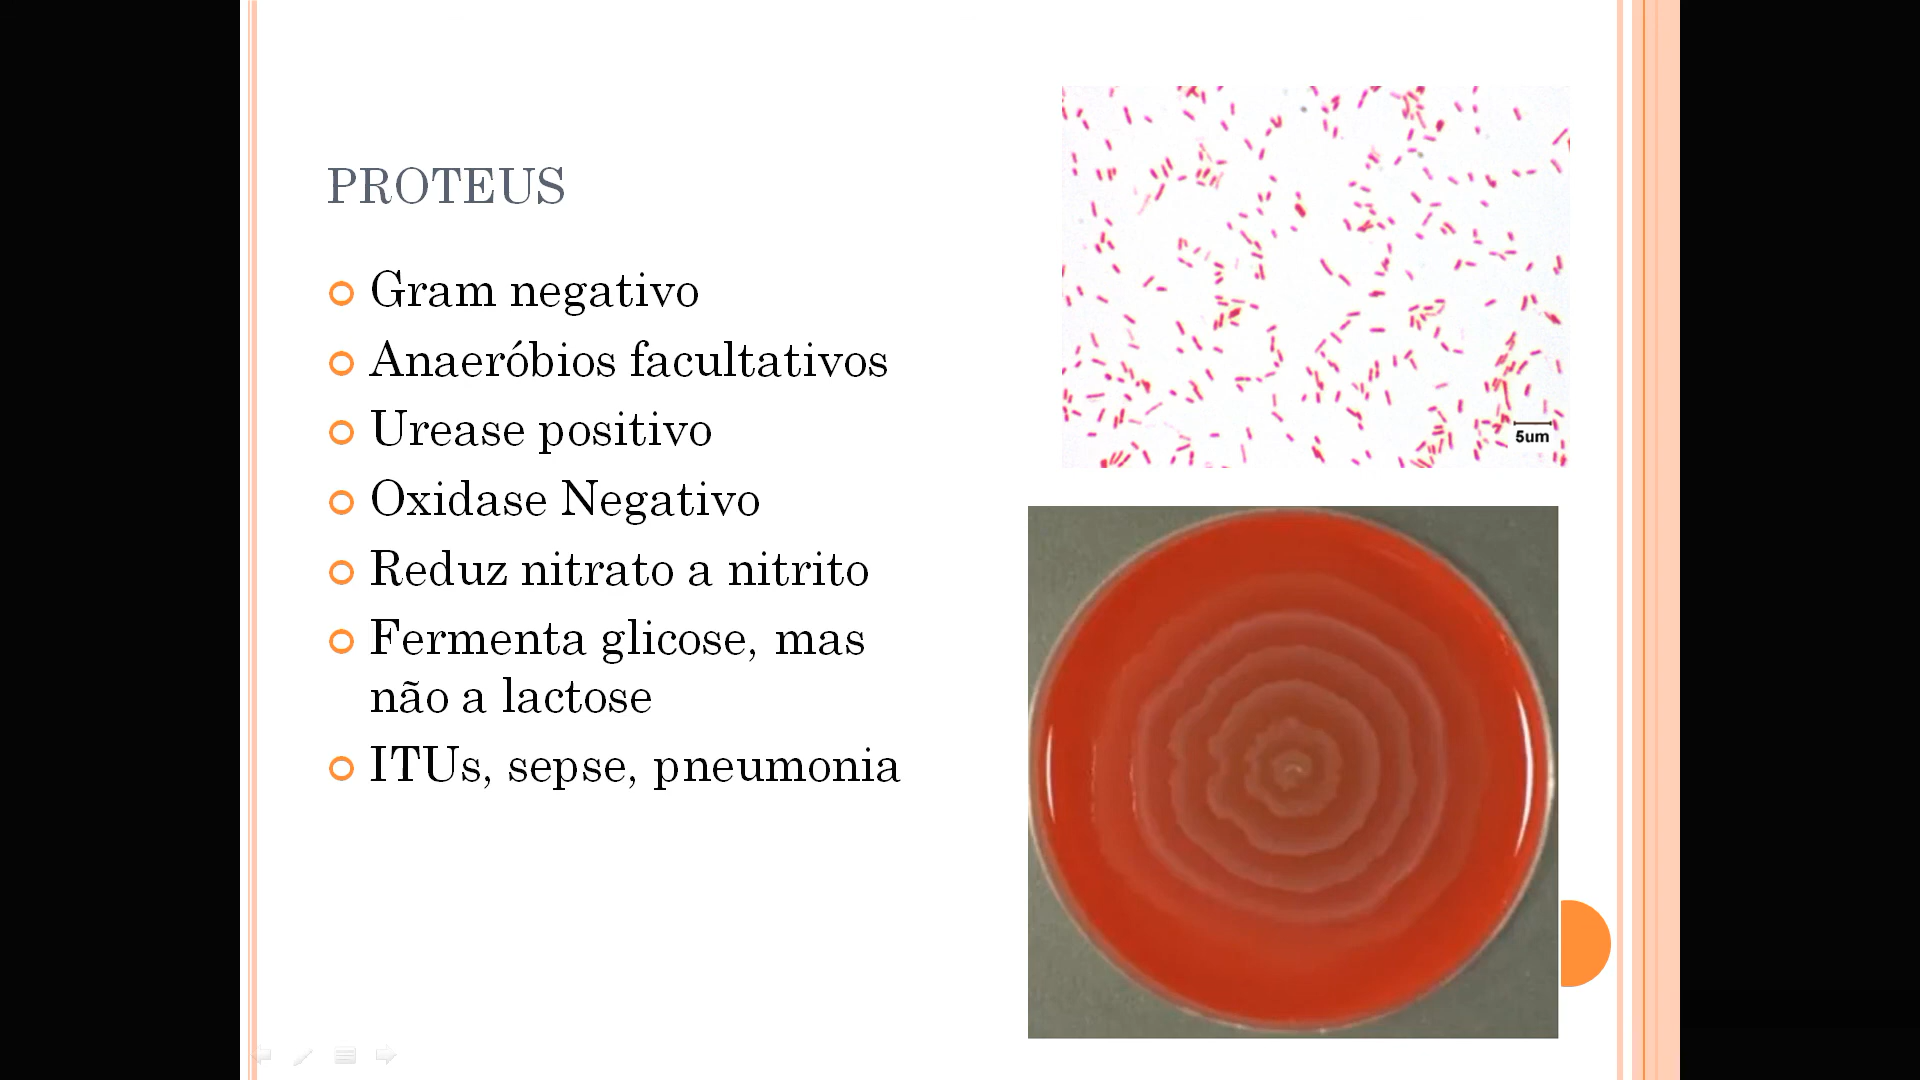 PROTEUS
Gram negativo
Anaeróbios facultativos
Urease positivo
Oxidase Negativo
Reduz nitrato a nitrito
Fermenta glicose, mas
não a lactose
ITUs, sepse, pneumonia
5um